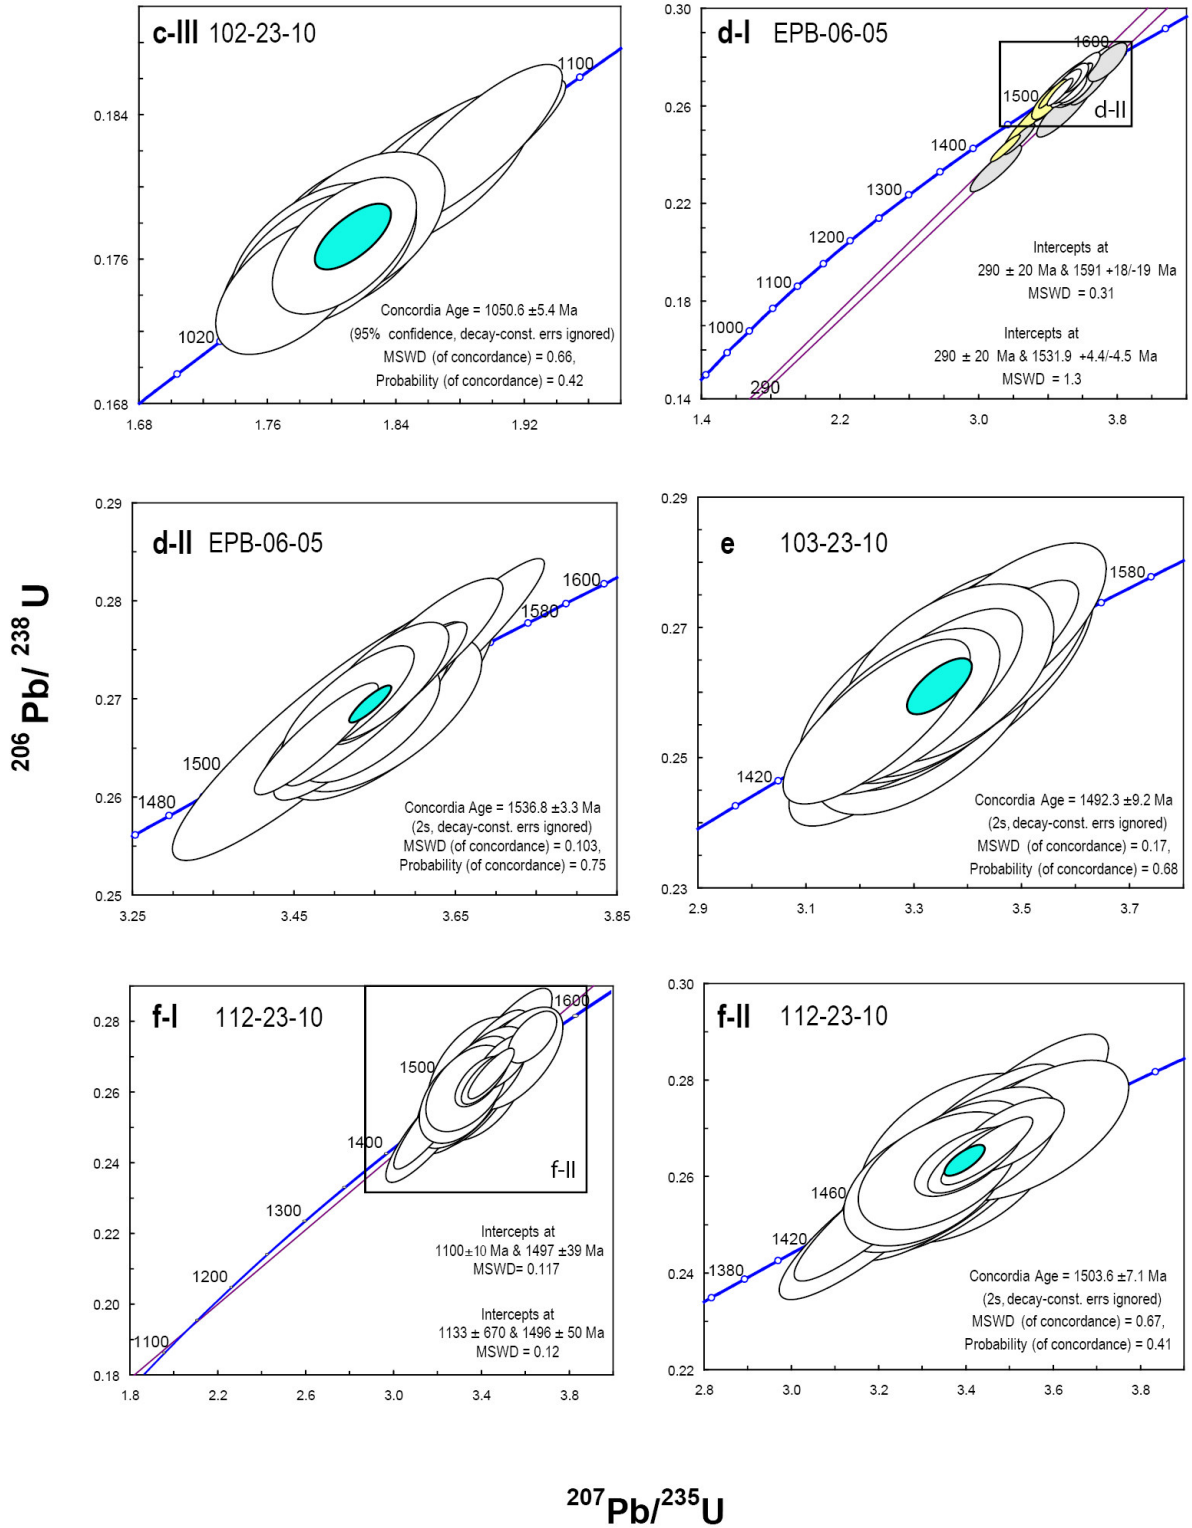 c-III 102-23-10
1100
0.184
0.176
1020
Concordia Age = 1050.6 ±5.4 Ma
(95% confidence, decay-const. errs ignored)
MSWD (of concordance) = 0.66,
Probability (of concordance) = 0.42
0.168
1.68 1.76 1.84 1.92
d-I EPB-06-05
0.30
1600
0.26
1500
d-II
1400
1300
0.22
1200
Intercepts at
290 ± 20 Ma & 1591 +18/-19 Ma
MSWD = 0.31
1100
0.18
1000
Intercepts at
290 ± 20 Ma & 1531.9 +4.4/-4.5 Ma
MSWD = 1.3
290
0.14
1.4 2.2 3.0 3.8
206Pb/ 238U
d-II EPB-06-05
0.29
1600
0.28
1580
0.27
1500
1480
0.26
Concordia Age = 1536.8 ±3.3 Ma
(2s, decay-const. errs ignored)
MSWD (of concordance) = 0.103,
Probability (of concordance) = 0.75
0.25
3.25 3.45 3.65 3.85
e 103-23-10
0.29
1580
0.27
0.25
1420
Concordia Age = 1492.3 ±9.2 Ma
(2s, decay-const. errs ignored)
MSWD (of concordance) = 0.17,
Probability (of concordance) = 0.68
0.23
2.9 3.1 3.3 3.5 3.7
f-I 112-23-10
1600
0.28
1500
0.26
1400
0.24
f-II
1300
0.22
Intercepts at
1100±10 Ma & 1497 ±39 Ma
MSWD= 0.117
1200
0.20
Intercepts at
1133 ± 670 & 1496 ± 50 Ma
MSWD = 0.12
1100
0.18
1.8 2.2 2.6 3.0 3.4 3.8
f-II 112-23-10
0.30
0.28
0.26
1460
1420
1380
0.24
Concordia Age = 1503.6 ±7.1 Ma
(2s, decay-const. errs ignored)
MSWD (of concordance) = 0.67,
Probability (of concordance) = 0.41
0.22
2.8 3.0 3.2 3.4 3.6 3.8
207Pb/235U